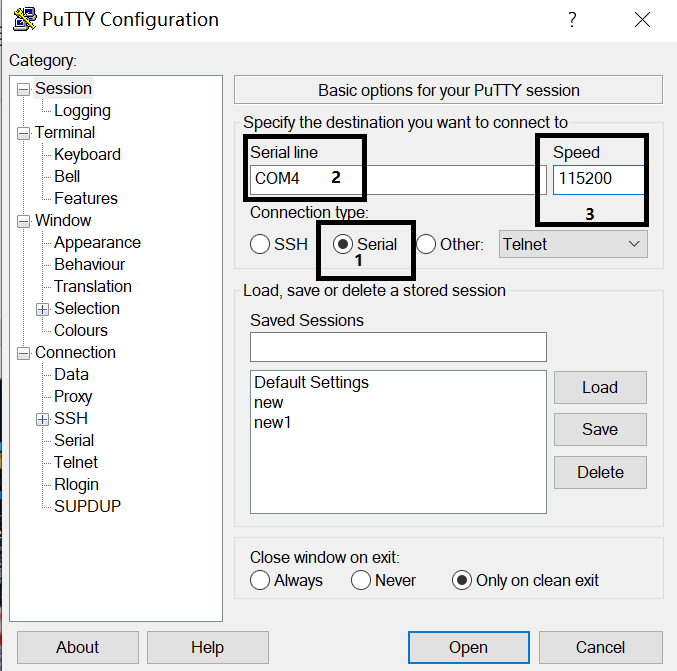 PuTTY Configuration
?
Category:
Session
Logging
Terminal
Keyboard
Bell
Features
Window
Appearance
Behaviour
Translation
Selection
Colours
Connection
Data
Proxy
SSH
Serial
Telnet
Rlogin
SUPDUP
Basic options for your PuTTY session
Specify the destination you want to connect to
Serial line Speed
COM4 2 115200
3
Connection type:
SSH Serial Other: Telnet
1
Load, save or delete a stored session
Saved Sessions
Default Settings
new
new1
Load
Save
Delete
Close window on exit:
Always Never Only on clean exit
About Help Open Cancel